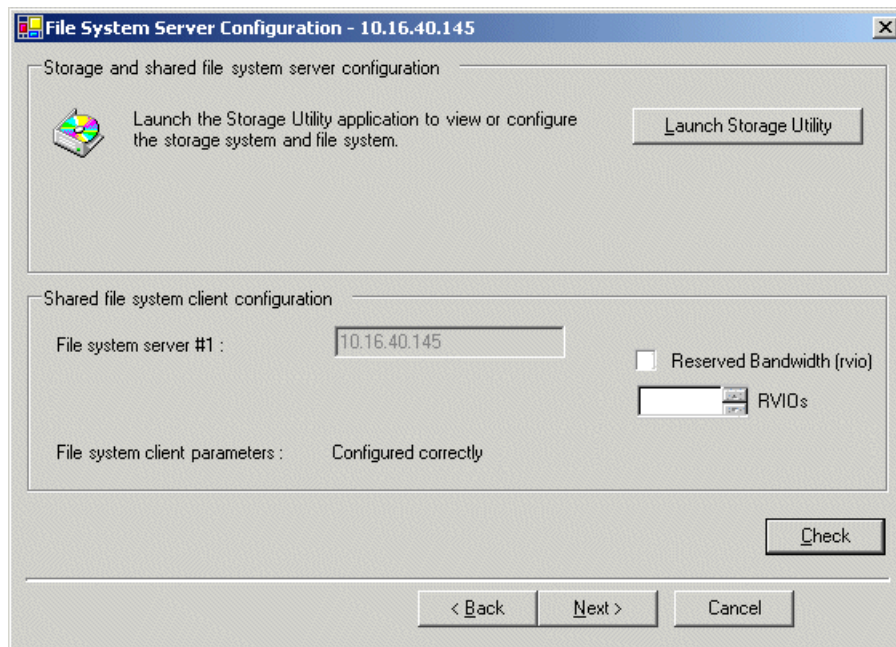 File System Server Configuration - 10.16.40.145
Storage and shared file system server configuration
Launch the Storage Utility application to view or configure
the storage system and file system.
Launch Storage Utility
Shared file system client configuration
File system server #1 :
10.16.40.145
Reserved Bandwidth (rvio)
RVIOs
File system client parameters :
Configured correctly
Check
< Back
Next >
Cancel